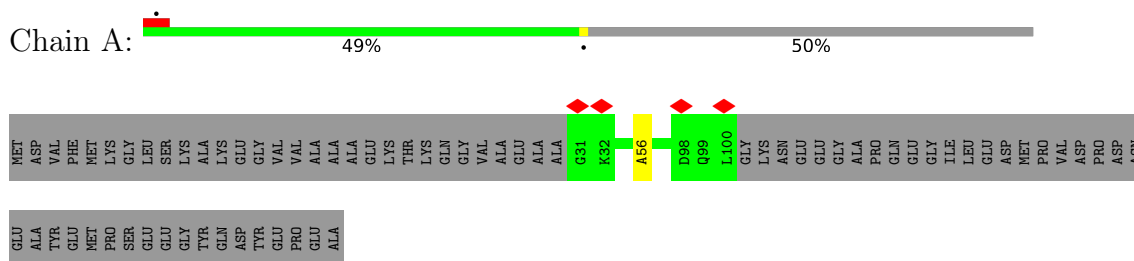 Chain A:
49%
50%
MET ASP VAL PHE MET LYS GLY LEU SER LYS ALA LYS GLU GLY VAL VAL ALA ALA ALA GLU LYS THR LYS GLN GLY VAL ALA GLU ALA ALA G31 K32 A56 D98 Q99 L100 GLY LYS ASN GLU GLU GLY ALA PRO GLN GLU GLY ILE LEU GLU ASP MET PRO VAL ASP PRO ASP ASN
GLU ALA TYR GLU MET PRO SER GLU GLU GLY TYR GLN ASP TYR GLU PRO GLU ALA